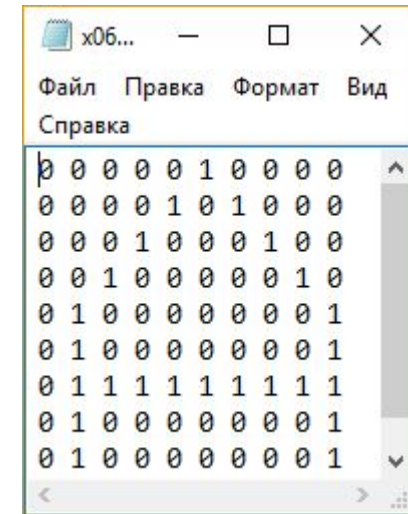 x06...
Файл Правка Формат Вид
Справка
0 0 0 0 0 1 0 0 0 0
0 0 0 0 1 0 1 0 0 0
0 0 0 1 0 0 0 1 0 0
0 0 1 0 0 0 0 0 1 0
0 1 0 0 0 0 0 0 0 1
0 1 0 0 0 0 0 0 0 1
0 1 1 1 1 1 1 1 1 1
0 1 0 0 0 0 0 0 0 1
0 1 0 0 0 0 0 0 0 1